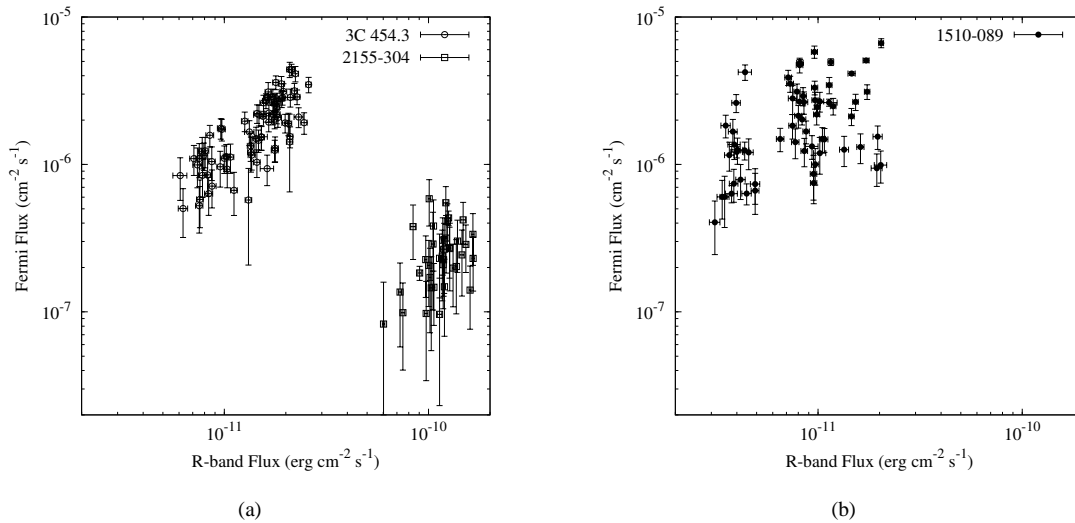 10^-5
10^-6
10^-7
Fermi Flux (cm^-2 s^-1)
3C 454.3
2155-304
10^-11 10^-10
R-band Flux (erg cm^-2 s^-1)
(a)
10^-5
10^-6
10^-7
Fermi Flux (cm^-2 s^-1)
1510-089
10^-11 10^-10
R-band Flux (erg cm^-2 s^-1)
(b)